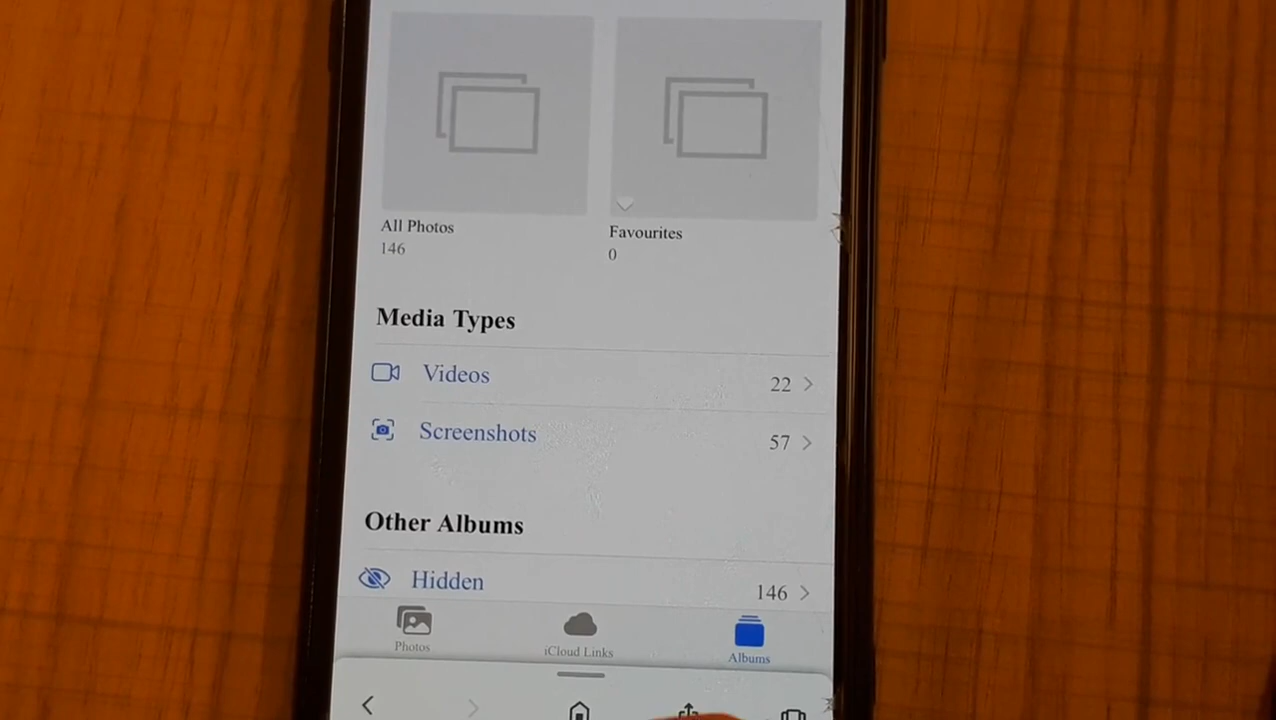 All Photos
146
Favourites
0
Media Types
Videos 22
Screenshots 57
Other Albums
Hidden 146
Photos
iCloud Links
Albums